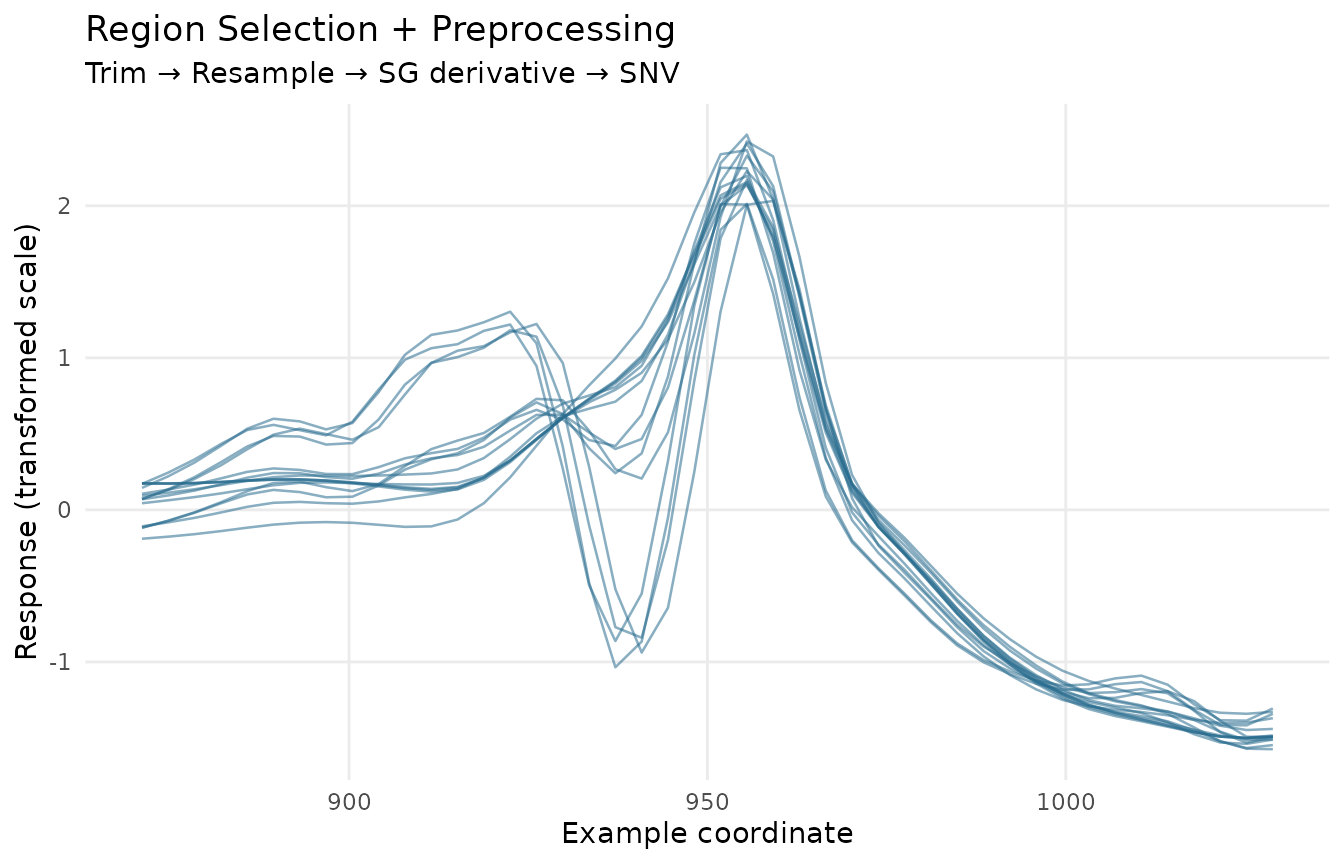 Region Selection + Preprocessing
Trim → Resample → SG derivative → SNV
Response (transformed scale)
2
1
0
-1
900
950
1000
Example coordinate